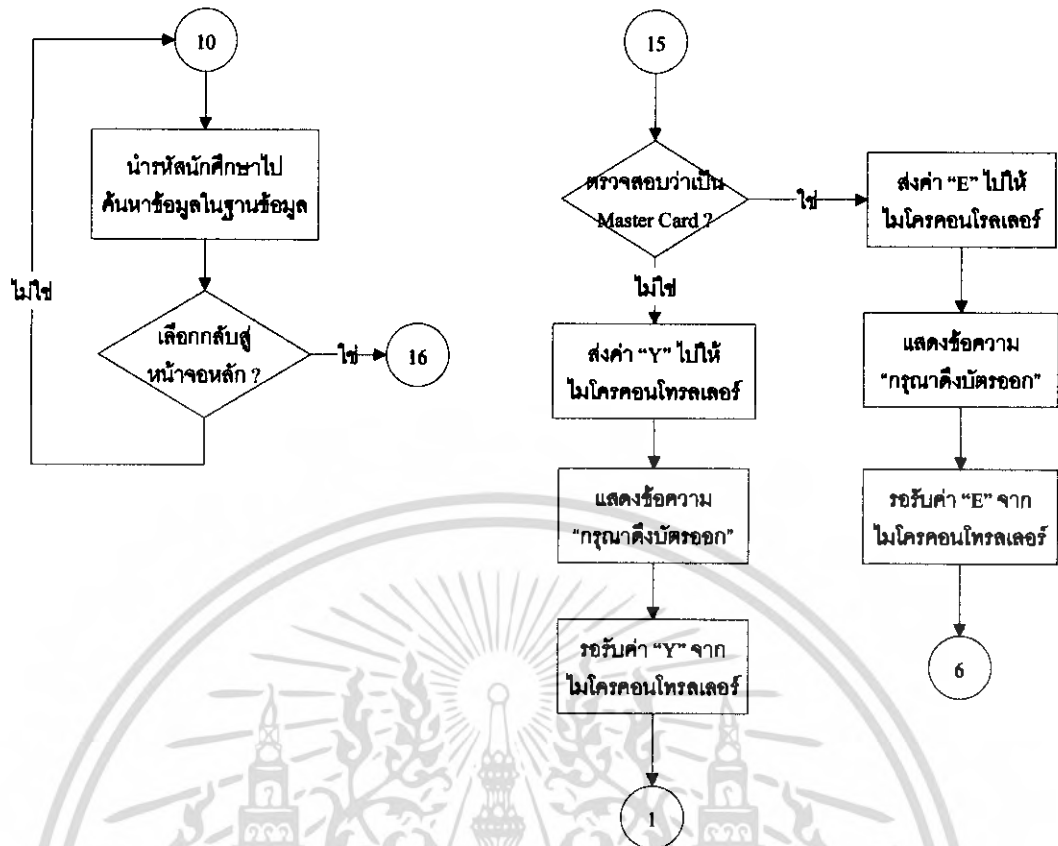 10
นำรหัสนักศึกษาไป
ค้นหาข้อมูลในฐานข้อมูล
ไม่ใช่
เลือกกลับสู่
หน้าจอหลัก ?
ใช่
16
15
ตรวจสอบว่าเป็น
Master Card ?
ใช่
ไม่ใช่
ส่งค่า “Y” ไปให้
ไมโครคอนโทรลเลอร์
แสดงข้อความ
“กรุณาดึงบัตรออก”
รอรับค่า “Y” จาก
ไมโครคอนโทรลเลอร์
1
ส่งค่า “E” ไปให้
ไมโครคอนโรลเลอร์
แสดงข้อความ
“กรุณาดึงบัตรออก”
รอรับค่า “E” จาก
ไมโครคอนโทรลเลอร์
6